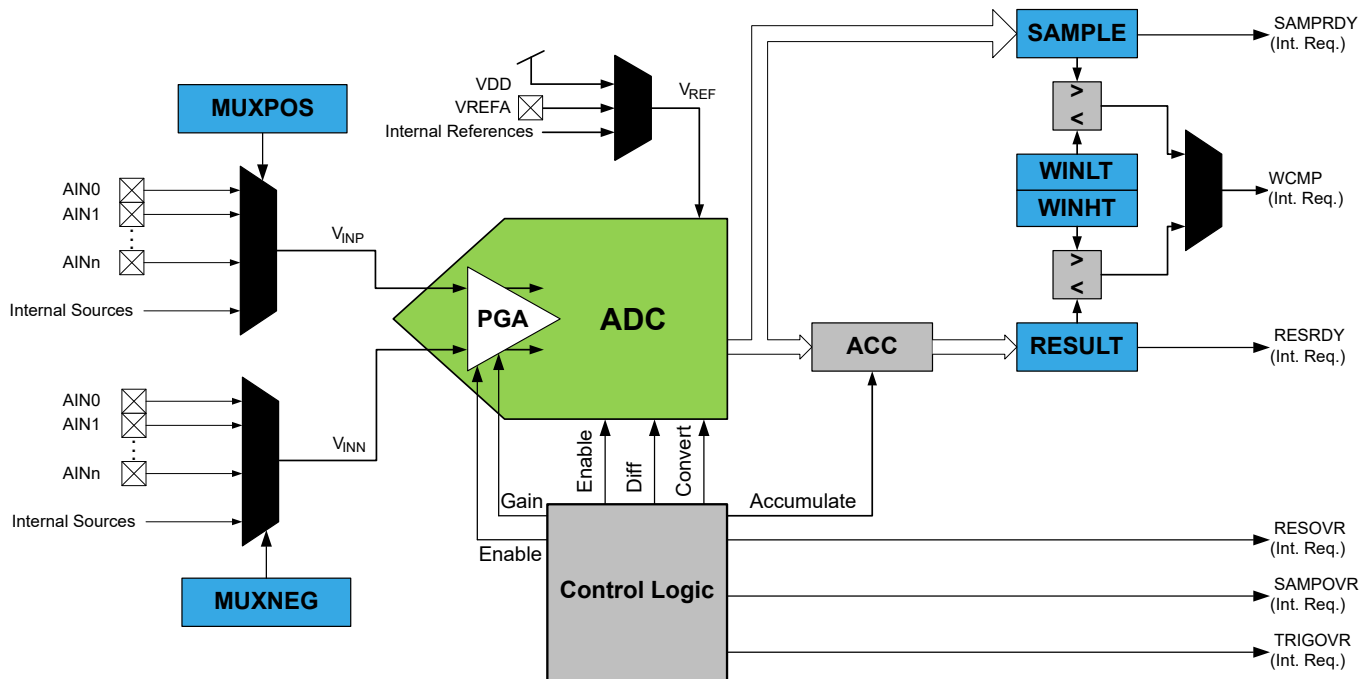 SAMPRDY
(Int. Req.)
SAMPLE
VDD
VREFA
Internal References
VREF
MUXPOS
>
<
AIN0
AIN1
AINn
Internal Sources
VINP
WINLT
WINHT
WCMP
(Int. Req.)
>
<
PGA
ADC
ACC
RESULT
RESRDY
(Int. Req.)
AIN0
AIN1
AINn
Internal Sources
VINN
MUXNEG
Enable
Diff
Convert
Gain
Enable
Accumulate
Control Logic
RESOVR
(Int. Req.)
SAMPOVR
(Int. Req.)
TRIGOVR
(Int. Req.)